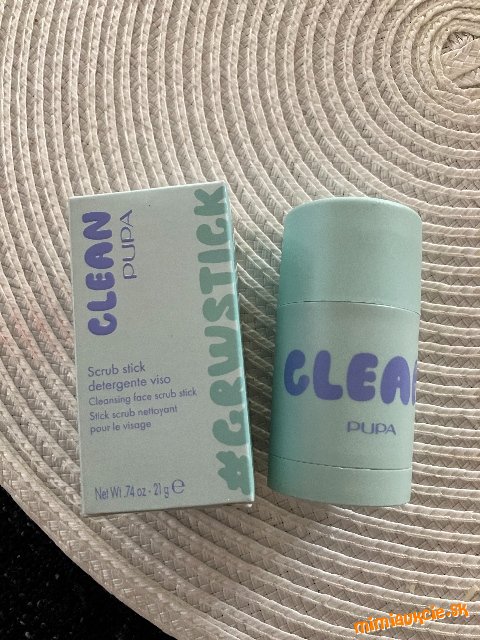 CLEAN
PUPA
#GRWSTICK
Scrub stick
detergente viso
Cleansing face scrub stick
Stick scrub nettoyant
pour le visage
Net Wt .74 oz - 21 g ℮
CLEAN
PUPA
mimisvycie.sk